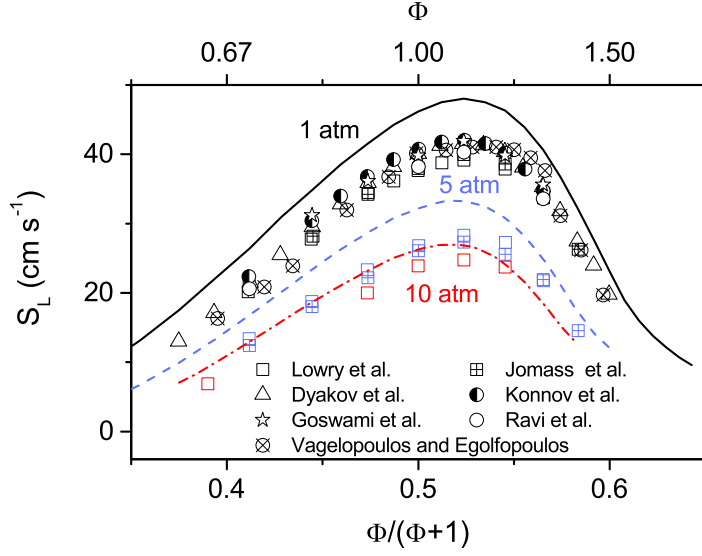 Φ
0.67 1.00 1.50
1 atm
5 atm
10 atm
S_L (cm s⁻¹)
40
20
0
Lowry et al. Jomass et al.
Dyakov et al. Konnov et al.
Goswami et al. Ravi et al.
Vagelopoulos and Egolfopoulos
0.4 0.5 0.6
Φ/(Φ+1)